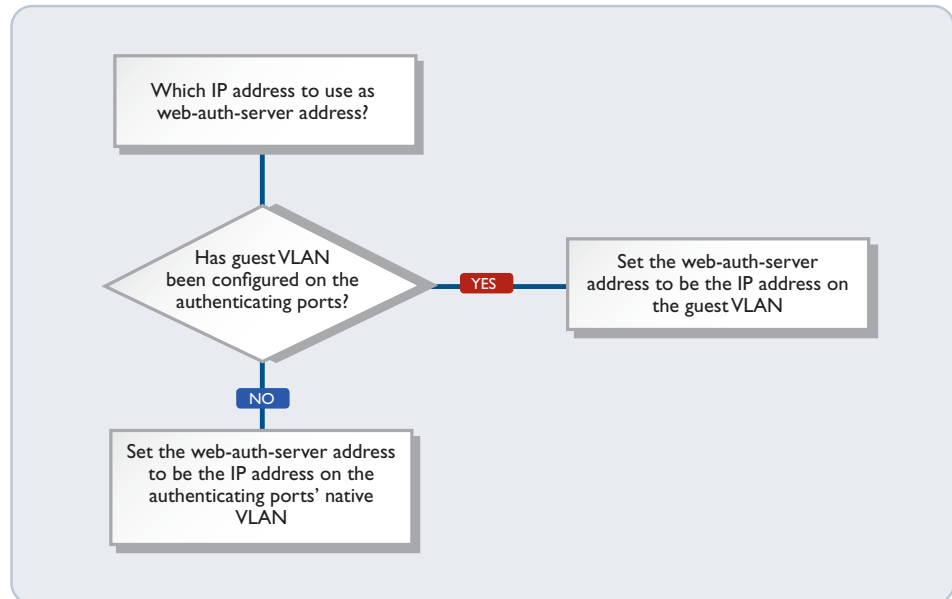 Which IP address to use as
web-auth-server address?
Has guest VLAN
been configured on the
authenticating ports?
YES
Set the web-auth-server
address to be the IP address on
the guest VLAN
NO
Set the web-auth-server address
to be the IP address on the
authenticating ports' native
VLAN